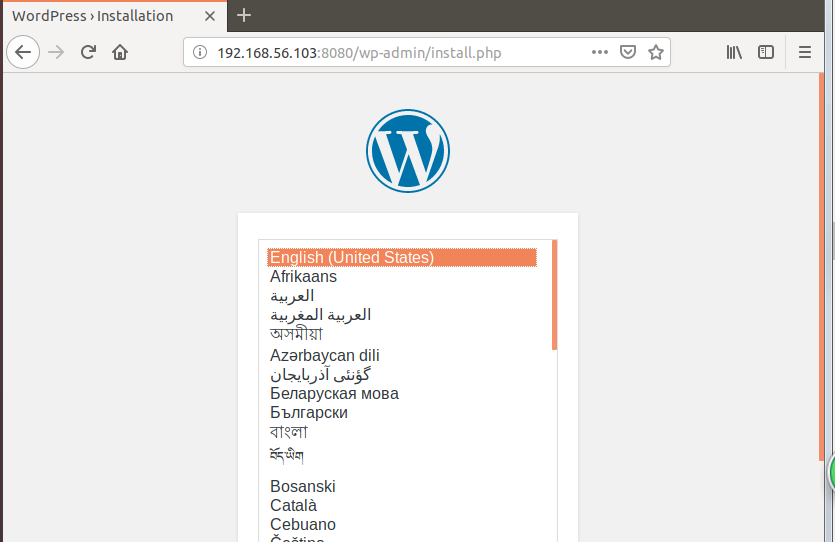 WordPress › Installation
192.168.56.103:8080/wp-admin/install.php
English (United States)
Afrikaans
العربية
العربية المغربية
অসমীয়া
Azərbaycan dili
گؤنئی آذربایجان
Беларуская мова
Български
বাংলা
བོད་ཡིག
Bosanski
Català
Cebuano
Čeština